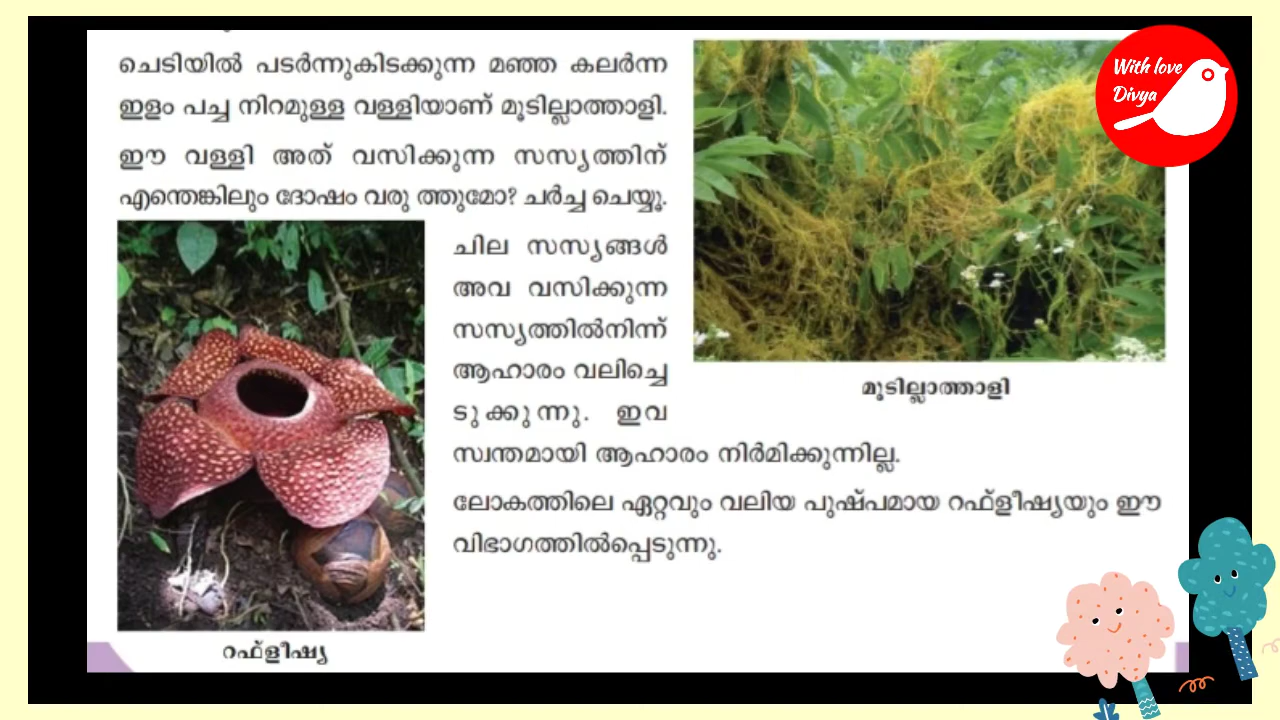 ചെടിയിൽ പടർന്നുകിടക്കുന്ന മഞ്ഞ കലർന്ന
ഇളം പച്ച നിറമുള്ള വള്ളിയാണ് മൂടില്ലാത്താളി.
ഈ വള്ളി അത് വസിക്കുന്ന സസ്യത്തിന്
എന്തെങ്കിലും ദോഷം വരു ത്തുമോ? ചർച്ച ചെയ്യൂ.
ചില സസ്യങ്ങൾ
അവ വസിക്കുന്ന
സസ്യത്തിൽനിന്ന്
ആഹാരം വലിച്ചെ
ടു ക്കു ന്നു. ഇവ
സ്വന്തമായി ആഹാരം നിർമിക്കുന്നില്ല.
ലോകത്തിലെ ഏറ്റവും വലിയ പുഷ്പമായ റഫ്ളീഷ്യയും ഈ
വിഭാഗത്തിൽപ്പെടുന്നു.
മൂടില്ലാത്താളി
റഫ്ളീഷ്യ
With love
Divya